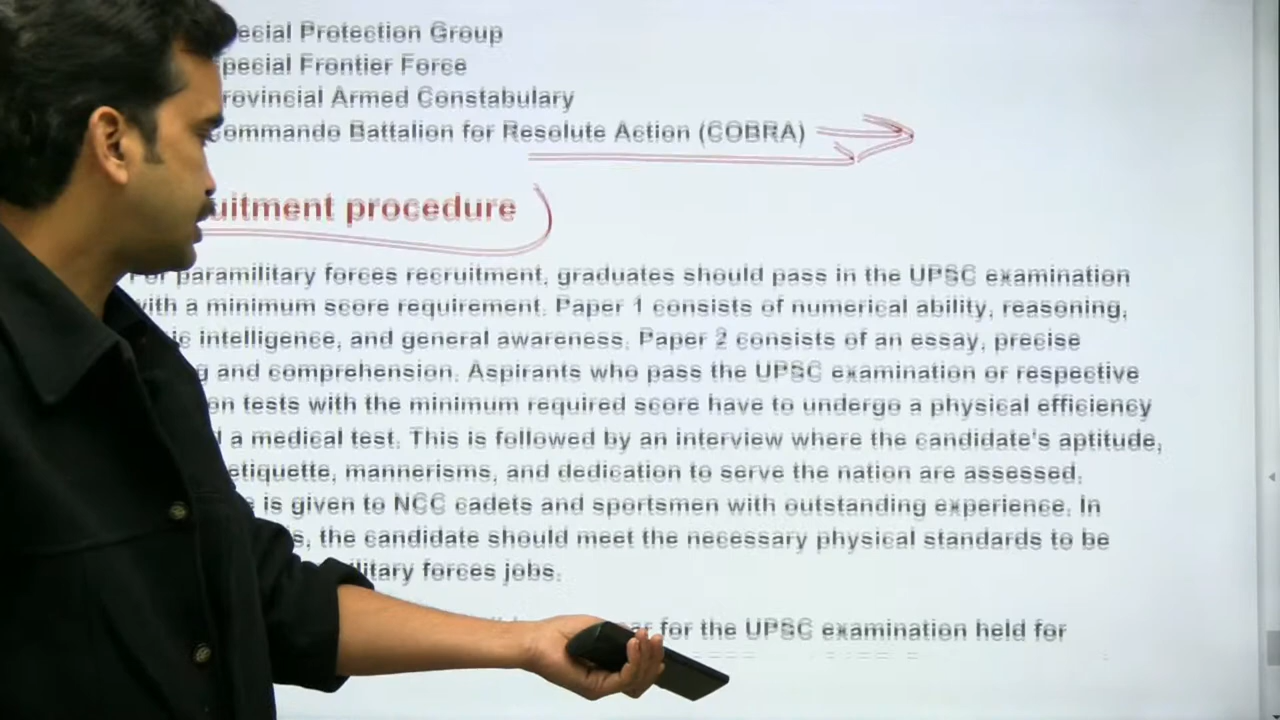 ecial Protection Group
pecial Frontier Force
rovincial Armed Constabulary
ommando Battalion for Resolute Action (COBRA)
uitment procedure
For paramilitary forces recruitment, graduates should pass in the UPSC examination
with a minimum score requirement. Paper 1 consists of numerical ability, reasoning,
ic intelligence, and general awareness. Paper 2 consists of an essay, precise
g and comprehension. Aspirants who pass the UPSC examination or respective
on tests with the minimum required score have to undergo a physical efficiency
d a medical test. This is followed by an interview where the candidate's aptitude,
etiquette, mannerisms, and dedication to serve the nation are assessed.
e is given to NCC cadets and sportsmen with outstanding experience. In
s, the candidate should meet the necessary physical standards to be
litary forces jobs.
for the UPSC examination held for